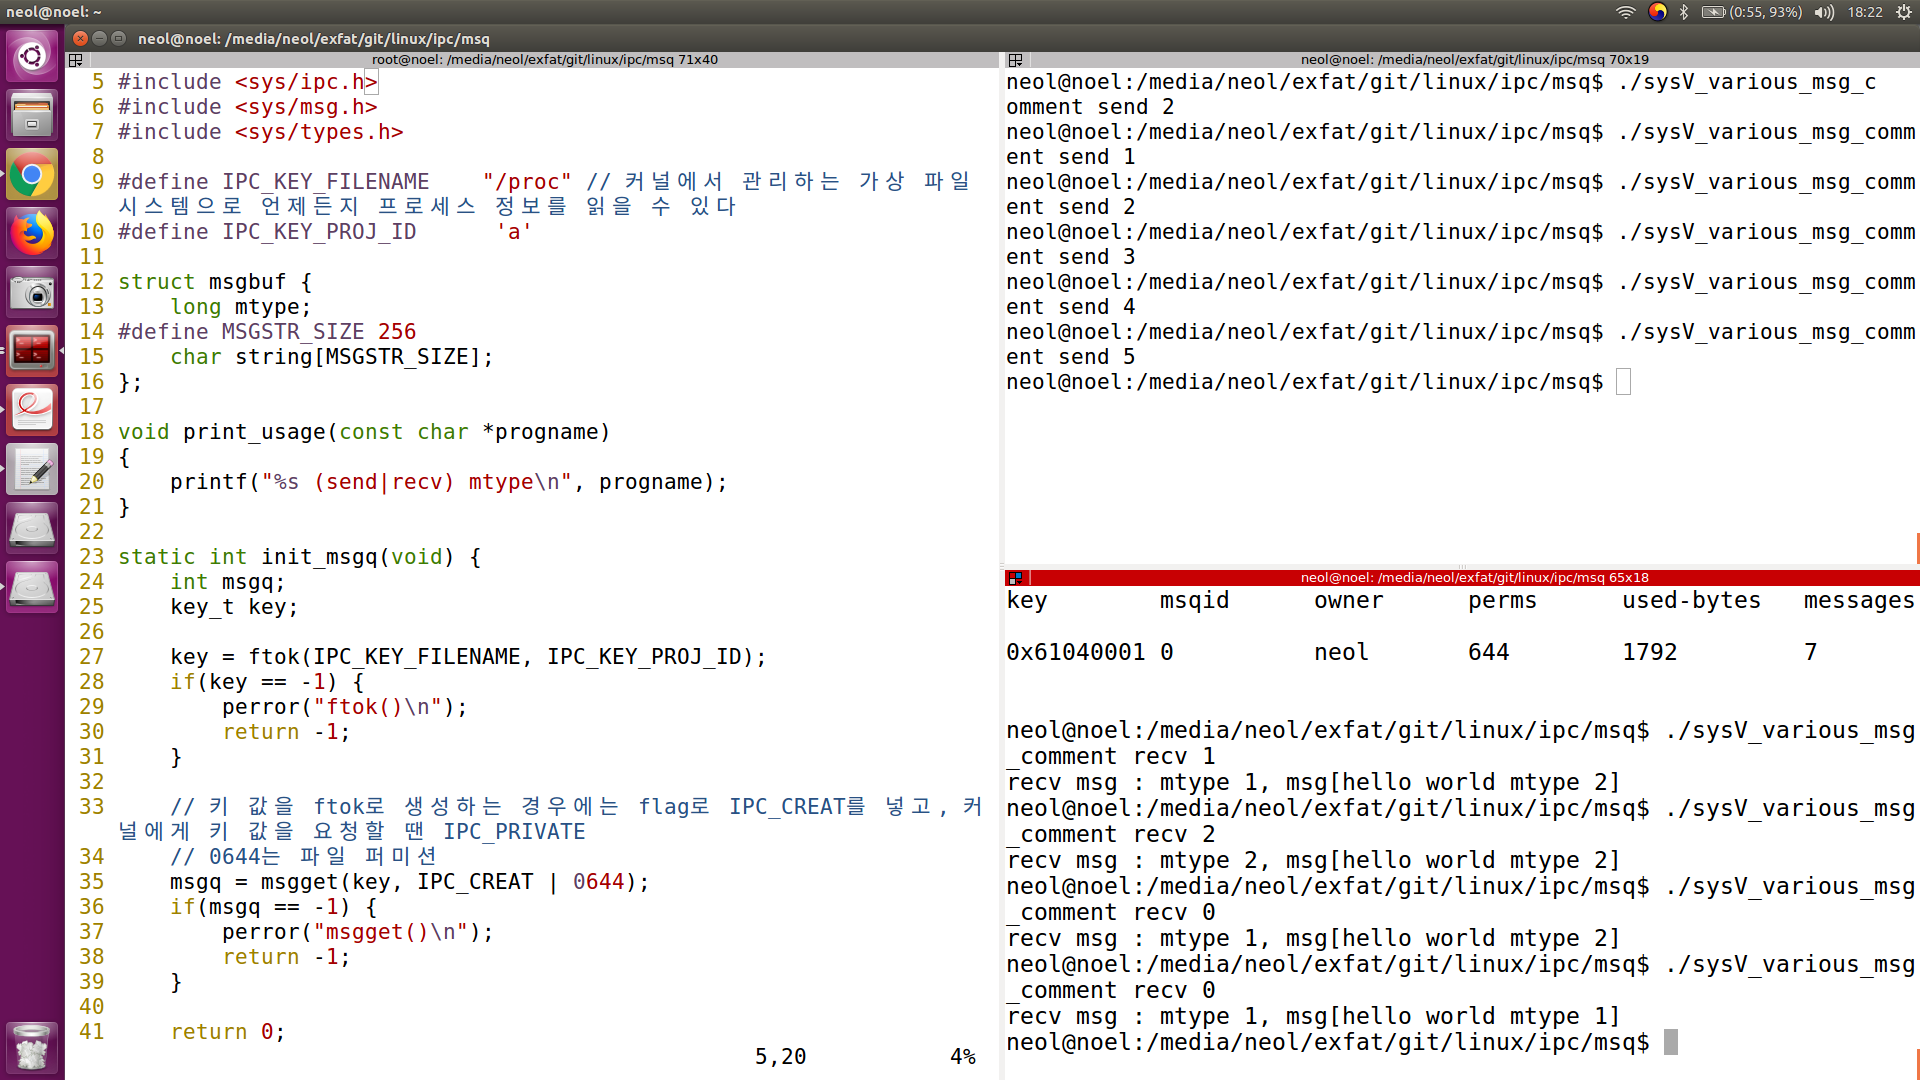 neol@noel: ~
(0:55, 93%)
18:22
neol@noel: /media/neol/exfat/git/linux/ipc/msq
root@noel: /media/neol/exfat/git/linux/ipc/msq 71x40
5 #include <sys/ipc.h>
6 #include <sys/msg.h>
7 #include <sys/types.h>
8
9 #define IPC_KEY_FILENAME    "/proc" // 커널에서 관리하는 가상 파일
시스템으로 언제든지 프로세스 정보를 읽을 수 있다
10 #define IPC_KEY_PROJ_ID      'a'
11
12 struct msgbuf {
13     long mtype;
14 #define MSGSTR_SIZE 256
15     char string[MSGSTR_SIZE];
16 };
17
18 void print_usage(const char *progname)
19 {
20     printf("%s (send|recv) mtype\n", progname);
21 }
22
23 static int init_msgq(void) {
24     int msgq;
25     key_t key;
26
27     key = ftok(IPC_KEY_FILENAME, IPC_KEY_PROJ_ID);
28     if(key == -1) {
29         perror("ftok()\n");
30         return -1;
31     }
32
33     // 키 값을 ftok로 생성하는 경우에는 flag로 IPC_CREAT를 넣고, 커
널에게 키 값을 요청할 땐 IPC_PRIVATE
34     // 0644는 파일 퍼미션
35     msgq = msgget(key, IPC_CREAT | 0644);
36     if(msgq == -1) {
37         perror("msgget()\n");
38         return -1;
39     }
40
41     return 0;
5,20          4%
neol@noel: /media/neol/exfat/git/linux/ipc/msq 70x19
neol@noel:/media/neol/exfat/git/linux/ipc/msq$ ./sysV_various_msg_c
omment send 2
neol@noel:/media/neol/exfat/git/linux/ipc/msq$ ./sysV_various_msg_comm
ent send 1
neol@noel:/media/neol/exfat/git/linux/ipc/msq$ ./sysV_various_msg_comm
ent send 2
neol@noel:/media/neol/exfat/git/linux/ipc/msq$ ./sysV_various_msg_comm
ent send 3
neol@noel:/media/neol/exfat/git/linux/ipc/msq$ ./sysV_various_msg_comm
ent send 4
neol@noel:/media/neol/exfat/git/linux/ipc/msq$ ./sysV_various_msg_comm
ent send 5
neol@noel:/media/neol/exfat/git/linux/ipc/msq$
neol@noel: /media/neol/exfat/git/linux/ipc/msq 65x18
key        msqid      owner      perms      used-bytes   messages
0x61040001 0          neol       644        1792         7
neol@noel:/media/neol/exfat/git/linux/ipc/msq$ ./sysV_various_msg
_comment recv 1
recv msg : mtype 1, msg[hello world mtype 2]
neol@noel:/media/neol/exfat/git/linux/ipc/msq$ ./sysV_various_msg
_comment recv 2
recv msg : mtype 2, msg[hello world mtype 2]
neol@noel:/media/neol/exfat/git/linux/ipc/msq$ ./sysV_various_msg
_comment recv 0
recv msg : mtype 1, msg[hello world mtype 2]
neol@noel:/media/neol/exfat/git/linux/ipc/msq$ ./sysV_various_msg
_comment recv 0
recv msg : mtype 1, msg[hello world mtype 1]
neol@noel:/media/neol/exfat/git/linux/ipc/msq$